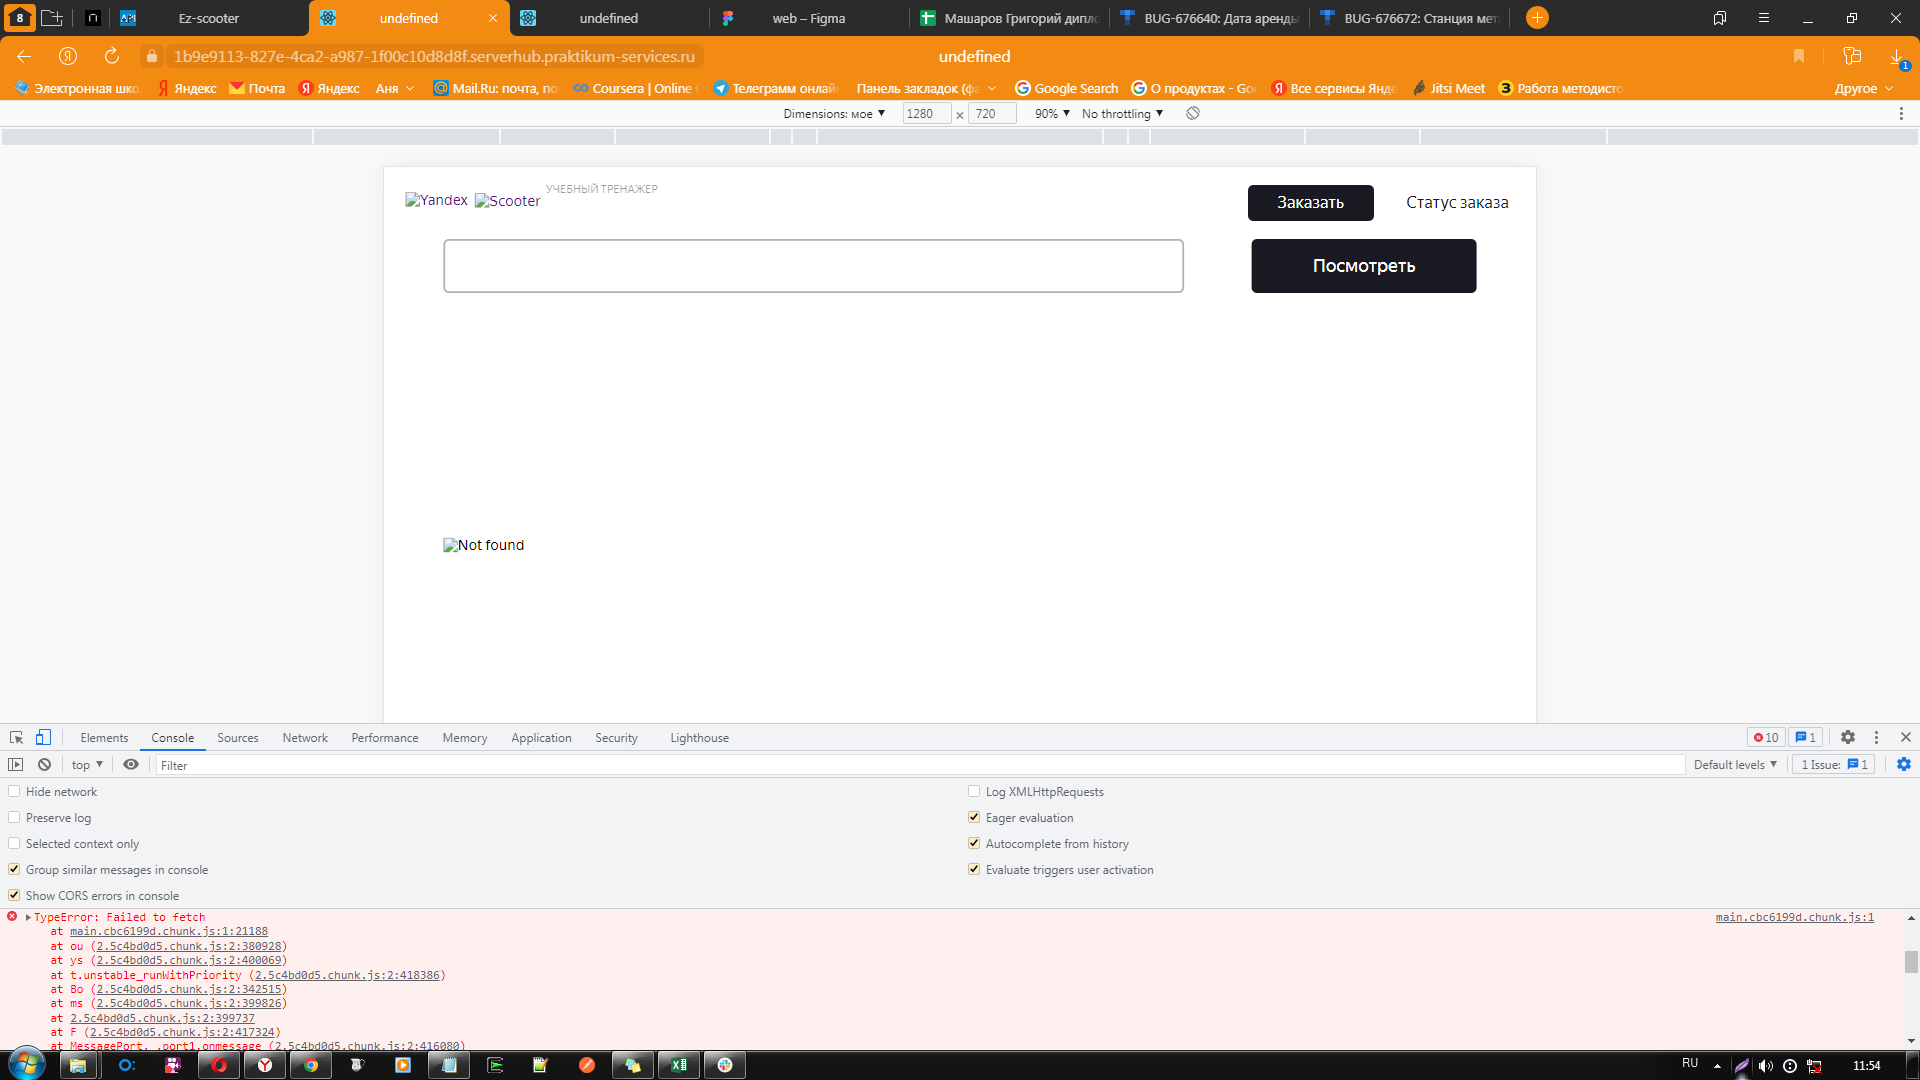 8
Ez-scooter
undefined
undefined
web – Figma
Машаров Григорий дипло
BUG-676640: Дата аренды
BUG-676672: Станция мет
1b9e9113-827e-4ca2-a987-1f00c10d8d8f.serverhub.praktikum-services.ru
undefined
1
Электронная шко
Яндекс
Почта
Яндекс
Аня
Mail.Ru: почта, по
Coursera | Online
Телеграмм онлай
Панель закладок (ф
Google Search
О продуктах - Go
Все сервисы Янде
Jitsi Meet
Работа методисто
Другое
Dimensions: мое ▼ 1280 × 720 90% ▼ No throttling ▼
Yandex
Scooter
УЧЕБНЫЙ ТРЕНАЖЕР
Заказать
Статус заказа
Посмотреть
Not found
Elements
Console
Sources
Network
Performance
Memory
Application
Security
Lighthouse
10
1
top ▼
Filter
Default levels ▼
1 Issue: 1
Hide network
Log XMLHttpRequests
Preserve log
Eager evaluation
Selected context only
Autocomplete from history
Group similar messages in console
Evaluate triggers user activation
Show CORS errors in console
TypeError: Failed to fetch
main.cbc6199d.chunk.js:1
at main.cbc6199d.chunk.js:1:21188
at ou (2.5c4bd0d5.chunk.js:2:380928)
at ys (2.5c4bd0d5.chunk.js:2:400069)
at t.unstable_runWithPriority (2.5c4bd0d5.chunk.js:2:418386)
at Bo (2.5c4bd0d5.chunk.js:2:342515)
at ms (2.5c4bd0d5.chunk.js:2:399826)
at 2.5c4bd0d5.chunk.js:2:399737
at F (2.5c4bd0d5.chunk.js:2:417324)
at MessagePort._.port1.onmessage (2.5c4bd0d5.chunk.js:2:416080)
RU
11:54